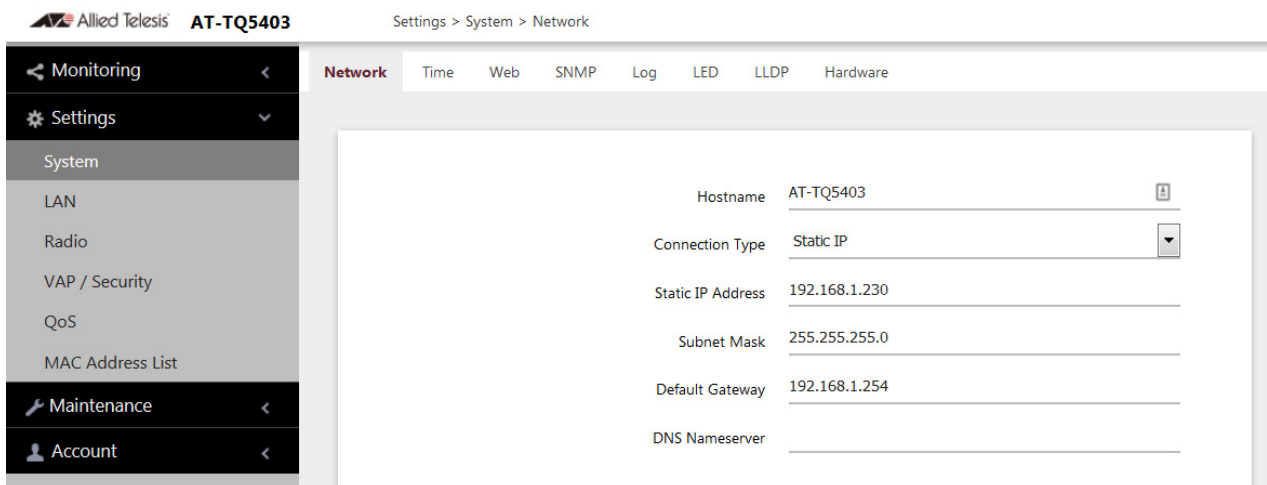 Allied Telesis AT-TQ5403 Settings > System > Network
Monitoring
Network Time Web SNMP Log LED LLDP Hardware
Settings
System
LAN
Radio
VAP / Security
QoS
MAC Address List
Maintenance
Account
Hostname AT-TQ5403
Connection Type Static IP
Static IP Address 192.168.1.230
Subnet Mask 255.255.255.0
Default Gateway 192.168.1.254
DNS Nameserver